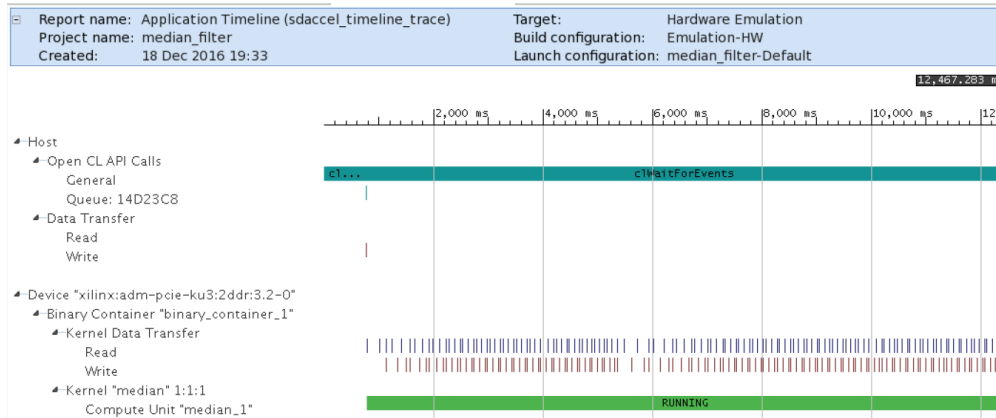 Report name: Application Timeline (sdaccel_timeline_trace) Target: Hardware Emulation
Project name: median_filter Build configuration: Emulation-HW
Created: 18 Dec 2016 19:33 Launch configuration: median_filter-Default
12,467.283 m
2,000 ms 4,000 ms 6,000 ms 8,000 ms 10,000 ms 12
Host
Open CL API Calls
General cl... clWaitForEvents
Queue: 14D23C8
Data Transfer
Read
Write
Device "xilinx:adm-pcie-ku3:2ddr:3.2-0"
Binary Container "binary_container_1"
Kernel Data Transfer
Read
Write
Kernel "median" 1:1:1
Compute Unit "median_1" RUNNING